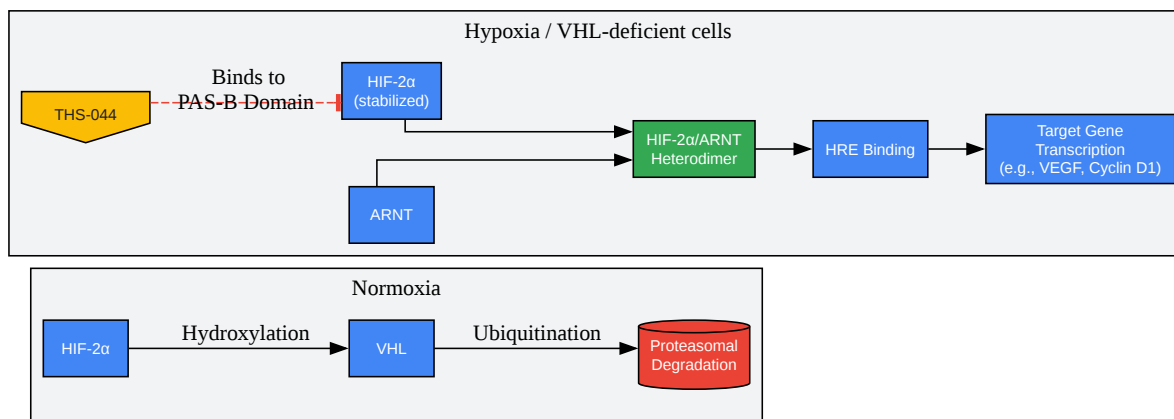 Hypoxia / VHL-deficient cells
Binds to
PAS-B Domain
THS-044
HIF-2α
(stabilized)
ARNT
HIF-2α/ARNT
Heterodimer
HRE Binding
Target Gene
Transcription
(e.g., VEGF, Cyclin D1)
Normoxia
HIF-2α
Hydroxylation
VHL
Ubiquitination
Proteasomal
Degradation